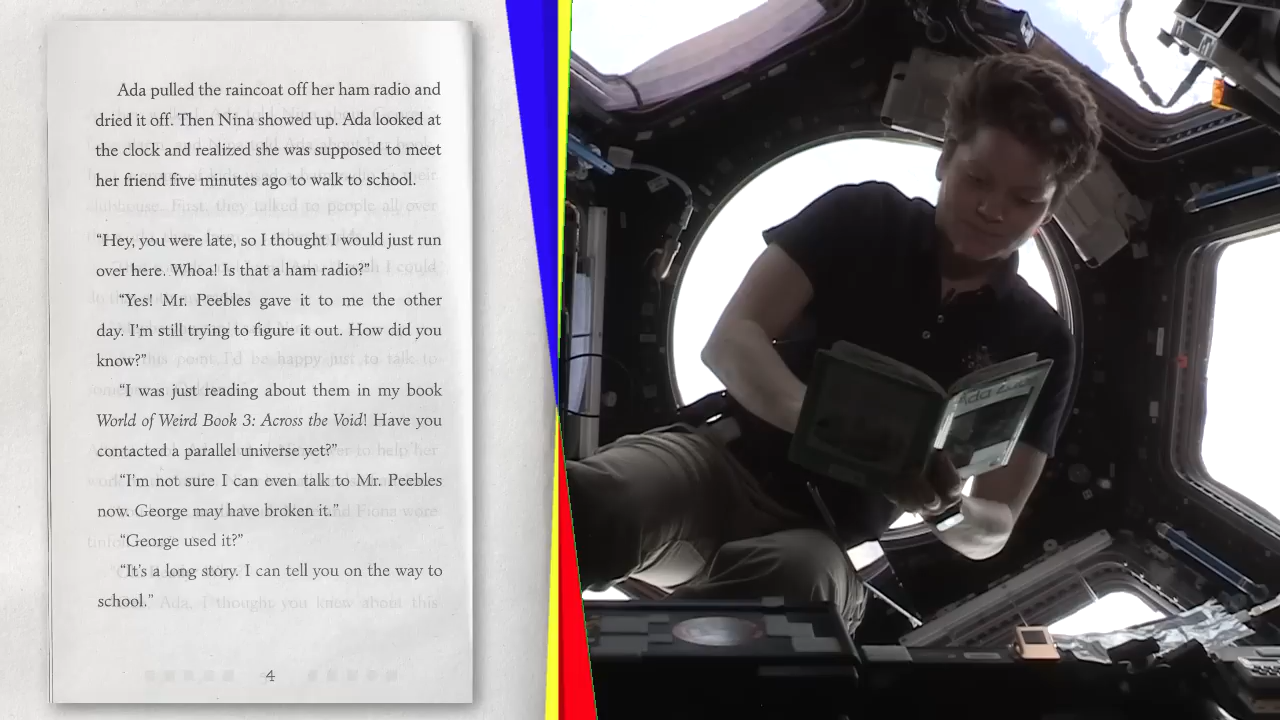 Ada pulled the raincoat off her ham radio and
dried it off. Then Nina showed up. Ada looked at
the clock and realized she was supposed to meet
her friend five minutes ago to walk to school.
“Hey, you were late, so I thought I would just run
over here. Whoa! Is that a ham radio?”
“Yes! Mr. Peebles gave it to me the other
day. I'm still trying to figure it out. How did you
know?”
“I was just reading about them in my book
World of Weird Book 3: Across the Void! Have you
contacted a parallel universe yet?”
“I'm not sure I can even talk to Mr. Peebles
now. George may have broken it.”
“George used it?”
“It's a long story. I can tell you on the way to
school.”
4
Ada